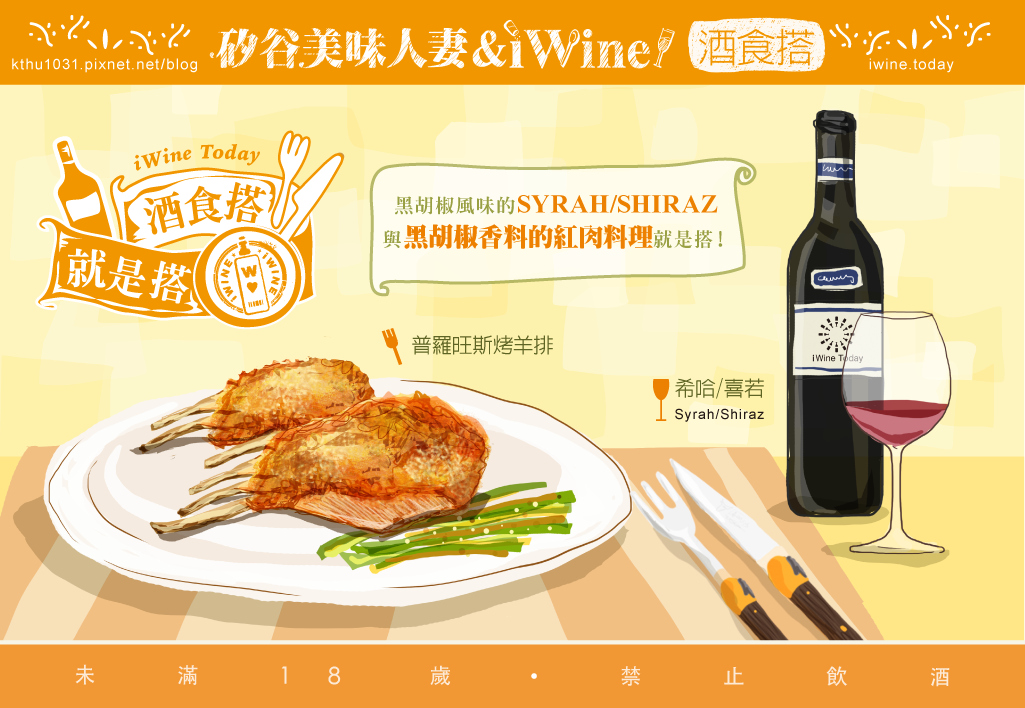 矽谷美味人妻&iWine
酒食搭
kthu1031.pixnet.net/blog
iwine.today
iWine Today
酒食搭
就是搭
iWINE
iWINE
W
黑胡椒風味的SYRAH/SHIRAZ
與黑胡椒香料的紅肉料理就是搭!
普羅旺斯烤羊排
希哈/喜若
Syrah/Shiraz
iWine Today
未滿18歲・禁止飲酒